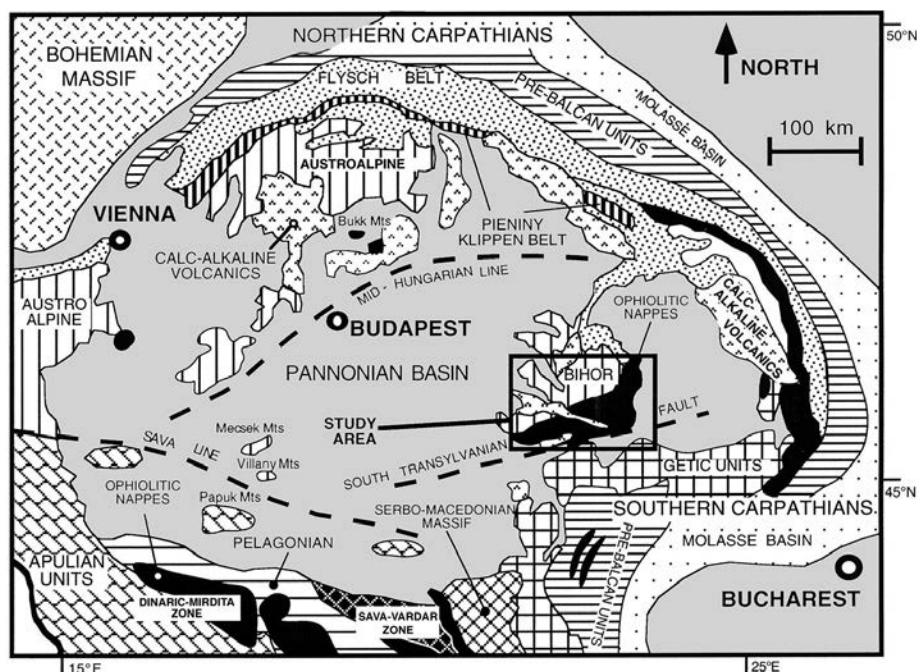 50°N
NORTHERN CARPATHIANS
BOHEMIAN
MASSIF
NORTH
FLYSCH BELT
PRE-BALCAN UNITS
MOLASSE BASIN
100 km
AUSTROALPINE
VIENNA
Bukk Mts
PIENINY
KLIPPEN BELT
CALC-ALKALINE
VOLCANICS
MID-HUNGARIAN LINE
AUSTRO
ALPINE
BUDAPEST
OPHIOLITIC
NAPPES
CALC-
ALKALINE
VOLCANICS
PANNONIAN BASIN
BIHOR
STUDY
AREA
SAVA LINE
Mecsek Mts
Villany Mts
SOUTH TRANSYLVANIAN FAULT
GETIC UNITS
45°N
OPHIOLITIC
NAPPES
Papuk Mts
SERBO-MACEDONIAN
MASSIF
SOUTHERN CARPATHIANS
PELAGONIAN
APULIAN
UNITS
PRE-BALCAN
UNITS
MOLASSE BASIN
DINARIC-MIRDITA
ZONE
SAVA-VARDAR
ZONE
BUCHAREST
15°E
25°E